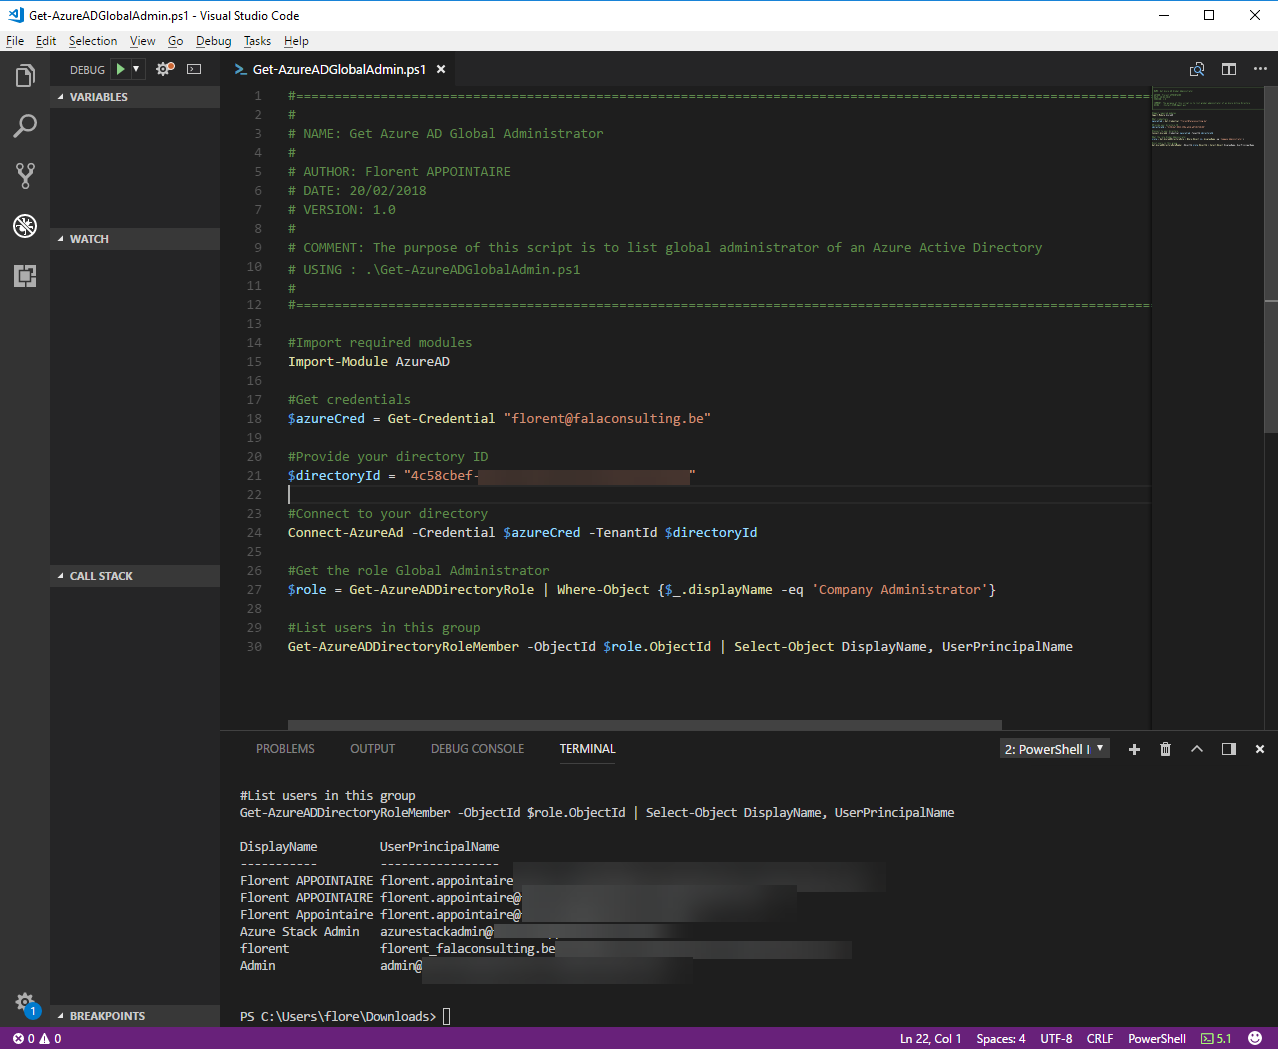 Get-AzureADGlobalAdmin.ps1 - Visual Studio Code
File Edit Selection View Go Debug Tasks Help
DEBUG
Get-AzureADGlobalAdmin.ps1
VARIABLES
WATCH
CALL STACK
BREAKPOINTS
1 #================================================================================================================
2 #
3 # NAME: Get Azure AD Global Administrator
4 #
5 # AUTHOR: Florent APPOINTAIRE
6 # DATE: 20/02/2018
7 # VERSION: 1.0
8 #
9 # COMMENT: The purpose of this script is to list global administrator of an Azure Active Directory
10 # USING : .\Get-AzureADGlobalAdmin.ps1
11 #
12 #================================================================================================================
13
14 #Import required modules
15 Import-Module AzureAD
16
17 #Get credentials
18 $azureCred = Get-Credential "florent@falaconsulting.be"
19
20 #Provide your directory ID
21 $directoryId = "4c58cbef- "
22
23 #Connect to your directory
24 Connect-AzureAd -Credential $azureCred -TenantId $directoryId
25
26 #Get the role Global Administrator
27 $role = Get-AzureADDirectoryRole | Where-Object {$_.displayName -eq 'Company Administrator'}
28
29 #List users in this group
30 Get-AzureADDirectoryRoleMember -ObjectId $role.ObjectId | Select-Object DisplayName, UserPrincipalName
PROBLEMS OUTPUT DEBUG CONSOLE TERMINAL 2: PowerShell I
#List users in this group
Get-AzureADDirectoryRoleMember -ObjectId $role.ObjectId | Select-Object DisplayName, UserPrincipalName
DisplayName UserPrincipalName
----------- -----------------
Florent APPOINTAIRE florent.appointaire
Florent APPOINTAIRE florent.appointaire@
Florent Appointaire florent.appointaire@
Azure Stack Admin azurestackadmin@
florent florent_falaconsulting.be
Admin admin@
PS C:\Users\flore\Downloads>
1
0 0 Ln 22, Col 1 Spaces: 4 UTF-8 CRLF PowerShell 5.1